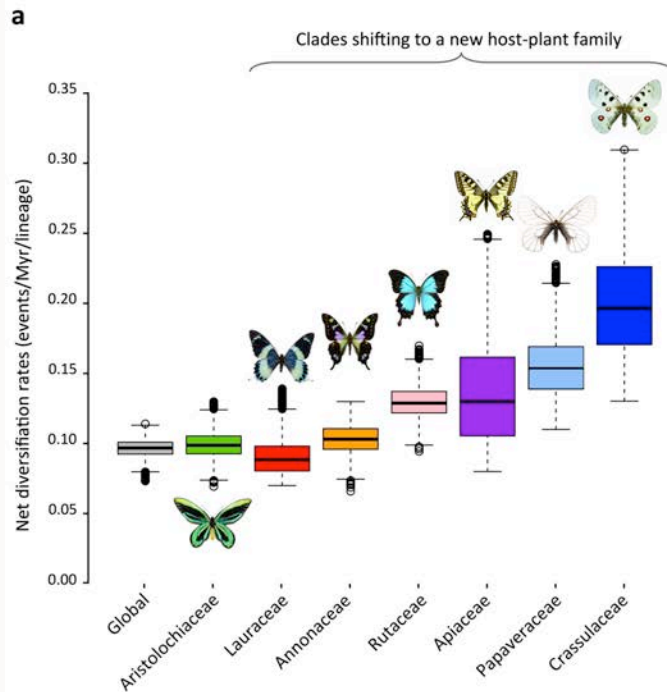 a
Clades shifting to a new host-plant family
Net diversifiation rates (events/Myr/lineage)
0.35
0.30
0.25
0.20
0.15
0.10
0.05
0.00
Global
Aristolochiaceae
Lauraceae
Annonaceae
Rutaceae
Apiaceae
Papaveraceae
Crassulaceae